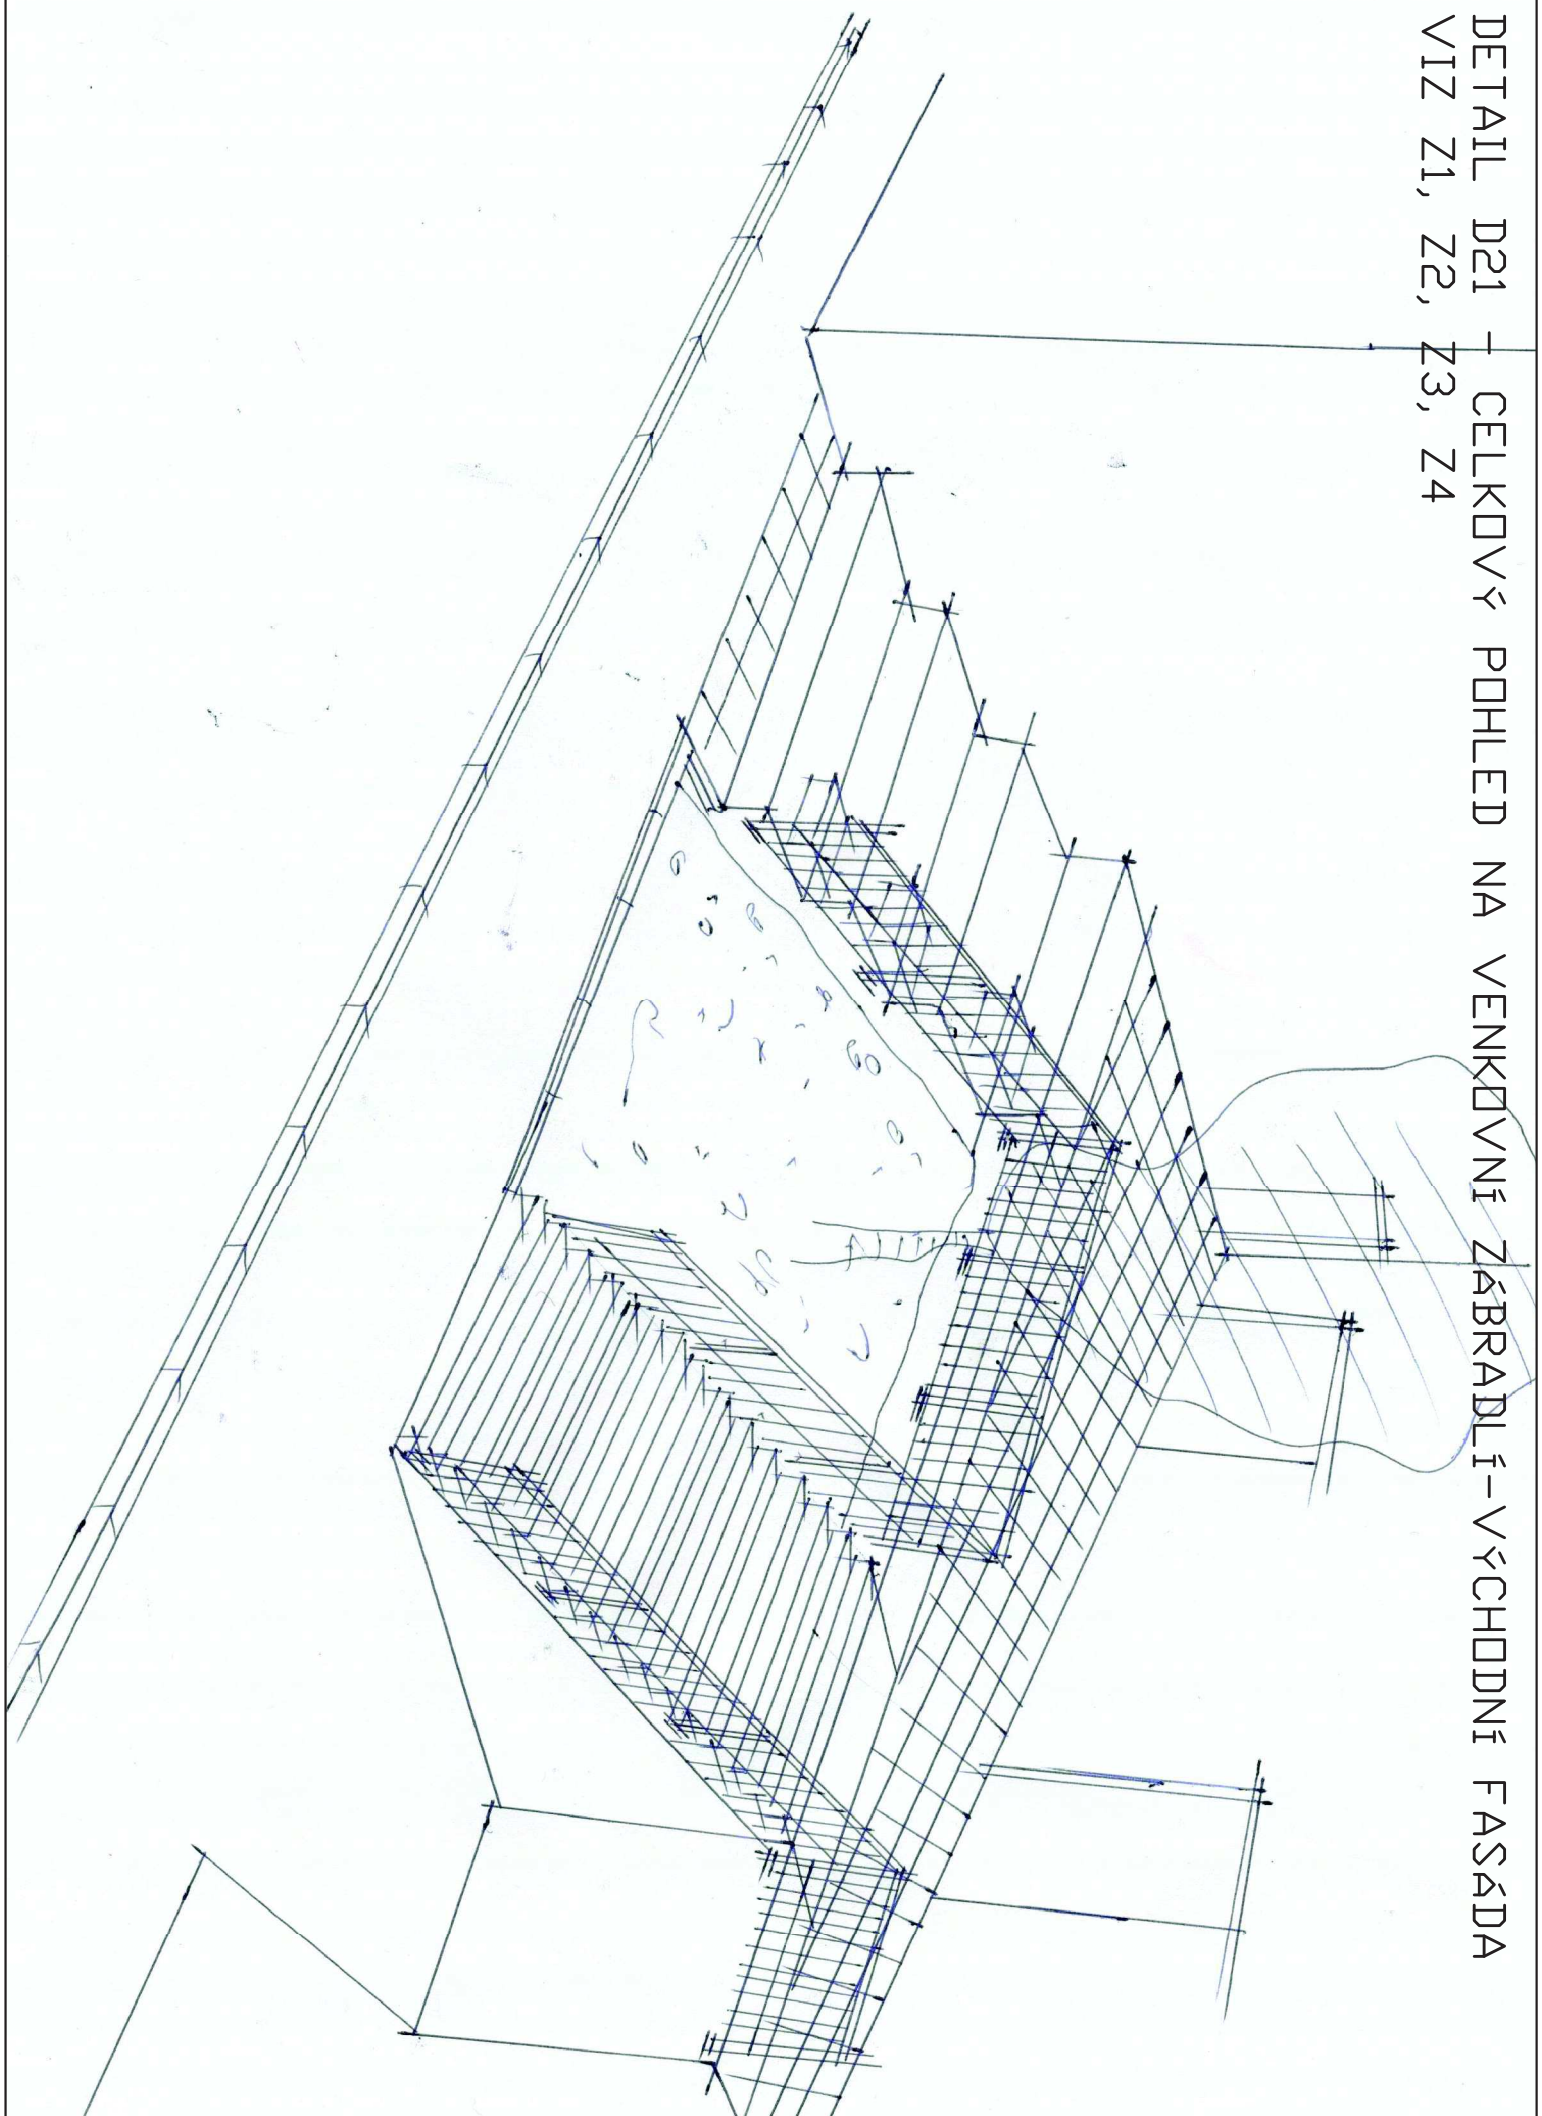 DETAIL D21 - CELKOVÝ POHLED NA VENKOVNÍ ZÁBRADLÍ-VÝCHODNÍ FASÁDA
VIZ Z1, Z2, Z3, Z4